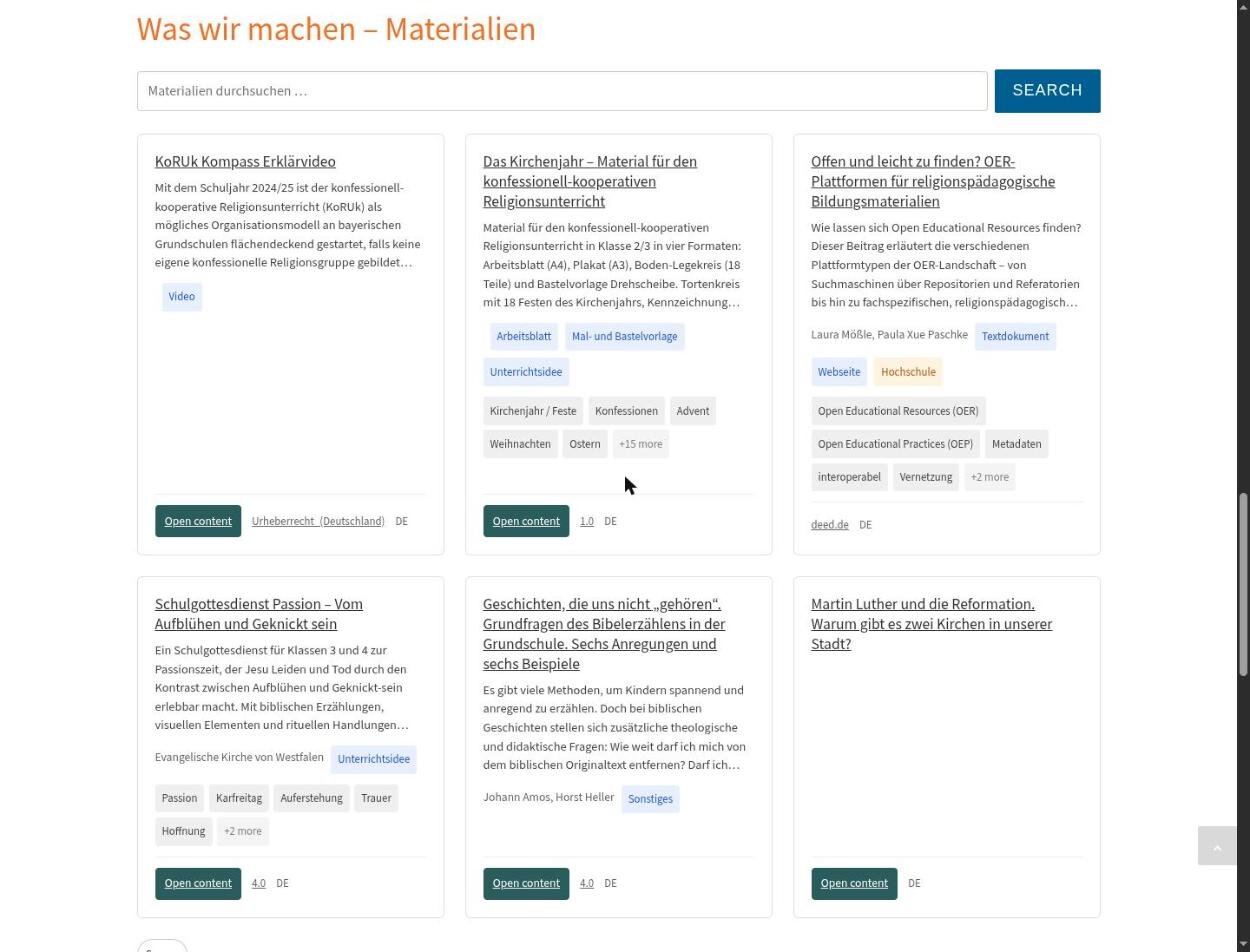 Was wir machen – Materialien
Materialien durchsuchen …
SEARCH
KoRUk Kompass Erklärvideo
Mit dem Schuljahr 2024/25 ist der konfessionell-
kooperative Religionsunterricht (KoRUk) als
mögliches Organisationsmodell an bayerischen
Grundschulen flächendeckend gestartet, falls keine
eigene konfessionelle Religionsgruppe gebildet…
Video
Open content Urheberrecht (Deutschland) DE
Das Kirchenjahr – Material für den
konfessionell-kooperativen
Religionsunterricht
Material für den konfessionell-kooperativen
Religionsunterricht in Klasse 2/3 in vier Formaten:
Arbeitsblatt (A4), Plakat (A3), Boden-Legekreis (18
Teile) und Bastelvorlage Drehscheibe. Tortenkreis
mit 18 Festen des Kirchenjahrs, Kennzeichnung…
Arbeitsblatt Mal- und Bastelvorlage
Unterrichtsidee
Kirchenjahr / Feste Konfessionen Advent
Weihnachten Ostern +15 more
Open content 1.0 DE
Offen und leicht zu finden? OER-
Plattformen für religionspädagogische
Bildungsmaterialien
Wie lassen sich Open Educational Resources finden?
Dieser Beitrag erläutert die verschiedenen
Plattformtypen der OER-Landschaft – von
Suchmaschinen über Repositorien und Referatorien
bis hin zu fachspezifischen, religionspädagogisch…
Laura Mößle, Paula Xue Paschke Textdokument
Webseite Hochschule
Open Educational Resources (OER)
Open Educational Practices (OEP) Metadaten
interoperabel Vernetzung +2 more
deed.de DE
Schulgottesdienst Passion – Vom
Aufblühen und Geknickt sein
Ein Schulgottesdienst für Klassen 3 und 4 zur
Passionszeit, der Jesu Leiden und Tod durch den
Kontrast zwischen Aufblühen und Geknickt-sein
erlebbar macht. Mit biblischen Erzählungen,
visuellen Elementen und rituellen Handlungen…
Evangelische Kirche von Westfalen Unterrichtsidee
Passion Karfreitag Auferstehung Trauer
Hoffnung +2 more
Open content 4.0 DE
Geschichten, die uns nicht „gehören“.
Grundfragen des Bibelerzählens in der
Grundschule. Sechs Anregungen und
sechs Beispiele
Es gibt viele Methoden, um Kindern spannend und
anregend zu erzählen. Doch bei biblischen
Geschichten stellen sich zusätzliche theologische
und didaktische Fragen: Wie weit darf ich mich von
dem biblischen Originaltext entfernen? Darf ich…
Johann Amos, Horst Heller Sonstiges
Open content 4.0 DE
Martin Luther und die Reformation.
Warum gibt es zwei Kirchen in unserer
Stadt?
Open content DE